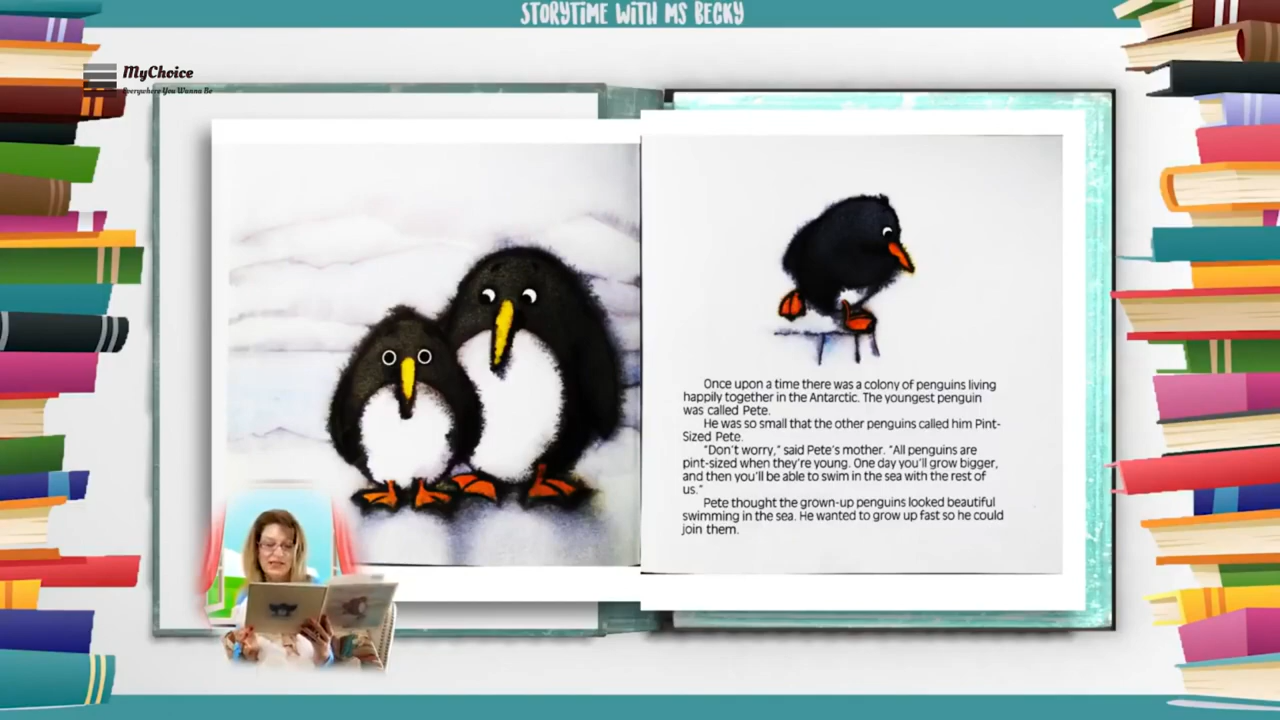 STORYTIME WITH MS BECKY
MyChoice
Everywhere You Wanna Be
Once upon a time there was a colony of penguins living
happily together in the Antarctic. The youngest penguin
was called Pete.
He was so small that the other penguins called him Pint-
Sized Pete.
"Don't worry," said Pete's mother. "All penguins are
pint-sized when they're young. One day you'll grow bigger,
and then you'll be able to swim in the sea with the rest of
us."
Pete thought the grown-up penguins looked beautiful
swimming in the sea. He wanted to grow up fast so he could
join them.